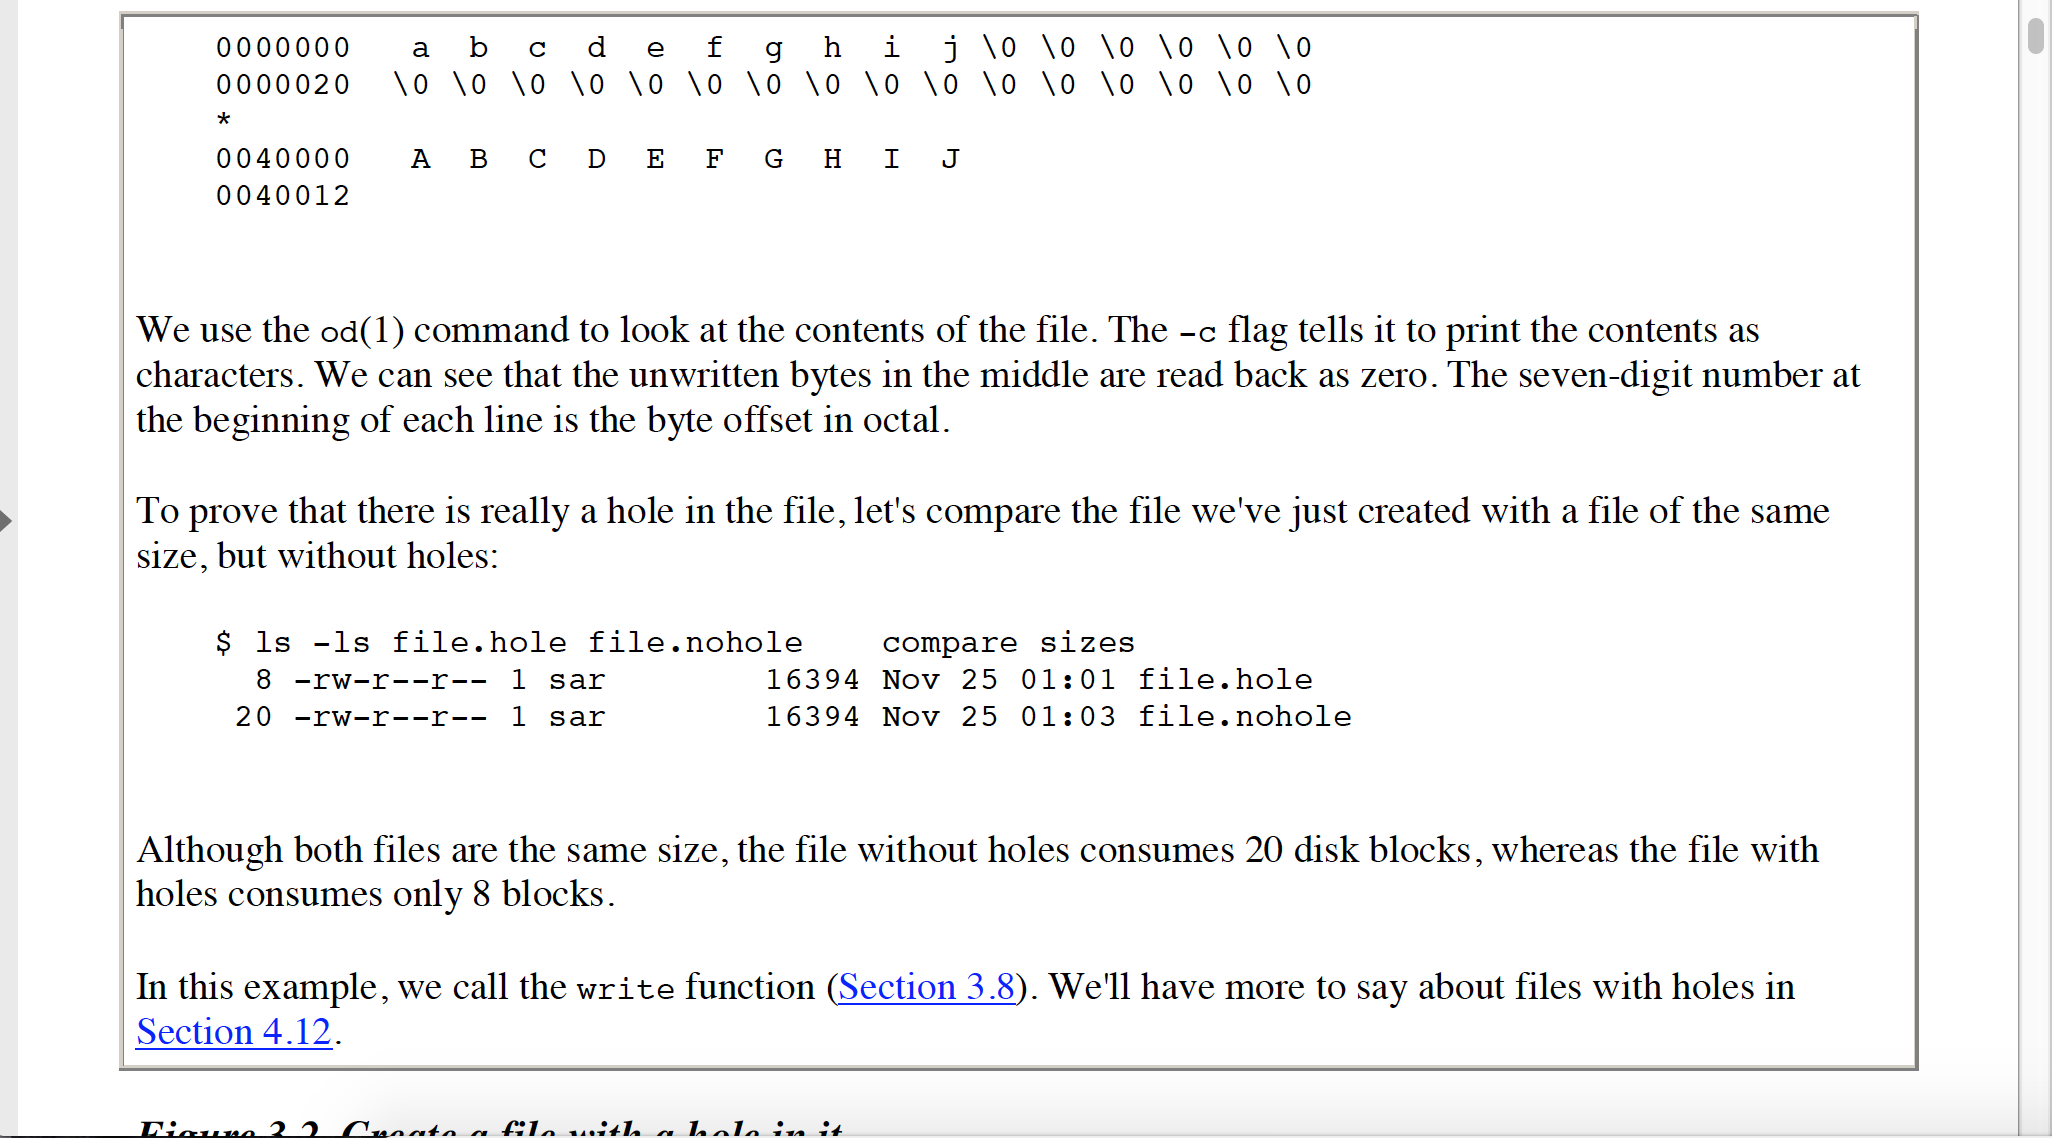 0000000   a  b  c  d  e  f  g  h  i  j \0 \0 \0 \0 \0 \0
0000020  \0 \0 \0 \0 \0 \0 \0 \0 \0 \0 \0 \0 \0 \0 \0 \0
*
0040000   A  B  C  D  E  F  G  H  I  J
0040012
We use the od(1) command to look at the contents of the file. The -c flag tells it to print the contents as
characters. We can see that the unwritten bytes in the middle are read back as zero. The seven-digit number at
the beginning of each line is the byte offset in octal.
To prove that there is really a hole in the file, let's compare the file we've just created with a file of the same
size, but without holes:
$ ls -ls file.hole file.nohole    compare sizes
  8 -rw-r--r-- 1 sar        16394 Nov 25 01:01 file.hole
 20 -rw-r--r-- 1 sar        16394 Nov 25 01:03 file.nohole
Although both files are the same size, the file without holes consumes 20 disk blocks, whereas the file with
holes consumes only 8 blocks.
In this example, we call the write function (Section 3.8). We'll have more to say about files with holes in
Section 4.12.
Figure 3.2. Create a file with a hole in it